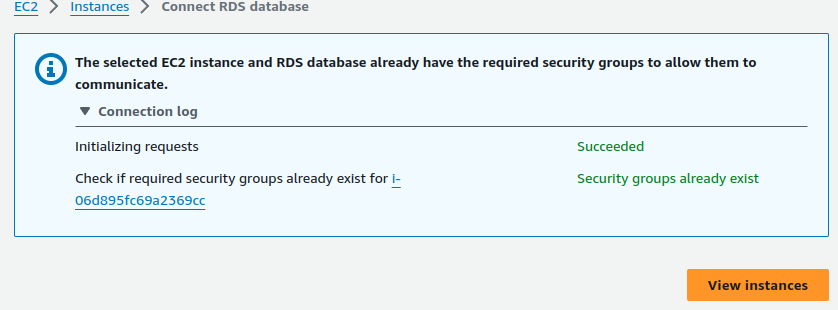 EC2 > Instances > Connect RDS database
The selected EC2 instance and RDS database already have the required security groups to allow them to
communicate.
Connection log
Initializing requests Succeeded
Check if required security groups already exist for i- Security groups already exist
06d895fc69a2369cc
View instances